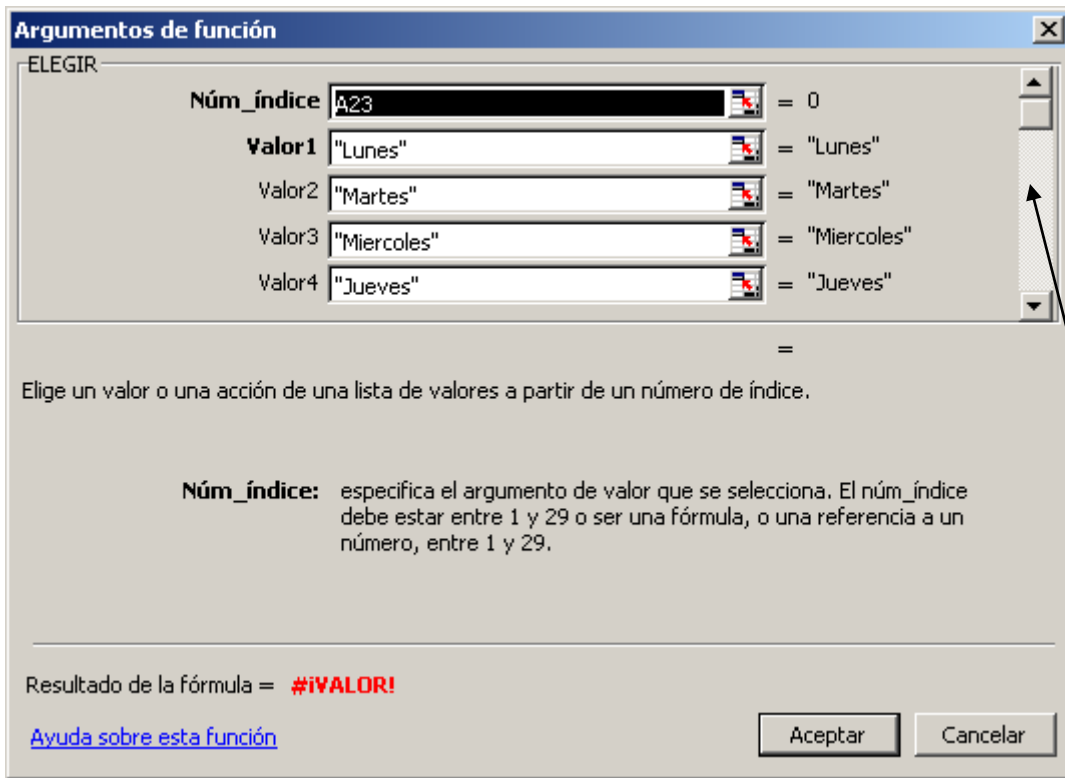 Argumentos de función
ELEGIR
Núm_índice A23 = 0
Valor1 "Lunes" = "Lunes"
Valor2 "Martes" = "Martes"
Valor3 "Miercoles" = "Miercoles"
Valor4 "Jueves" = "Jueves"
=
Elige un valor o una acción de una lista de valores a partir de un número de índice.
Núm_índice: especifica el argumento de valor que se selecciona. El núm_índice
debe estar entre 1 y 29 o ser una fórmula, o una referencia a un
número, entre 1 y 29.
Resultado de la fórmula = #¡VALOR!
Ayuda sobre esta función
Aceptar Cancelar